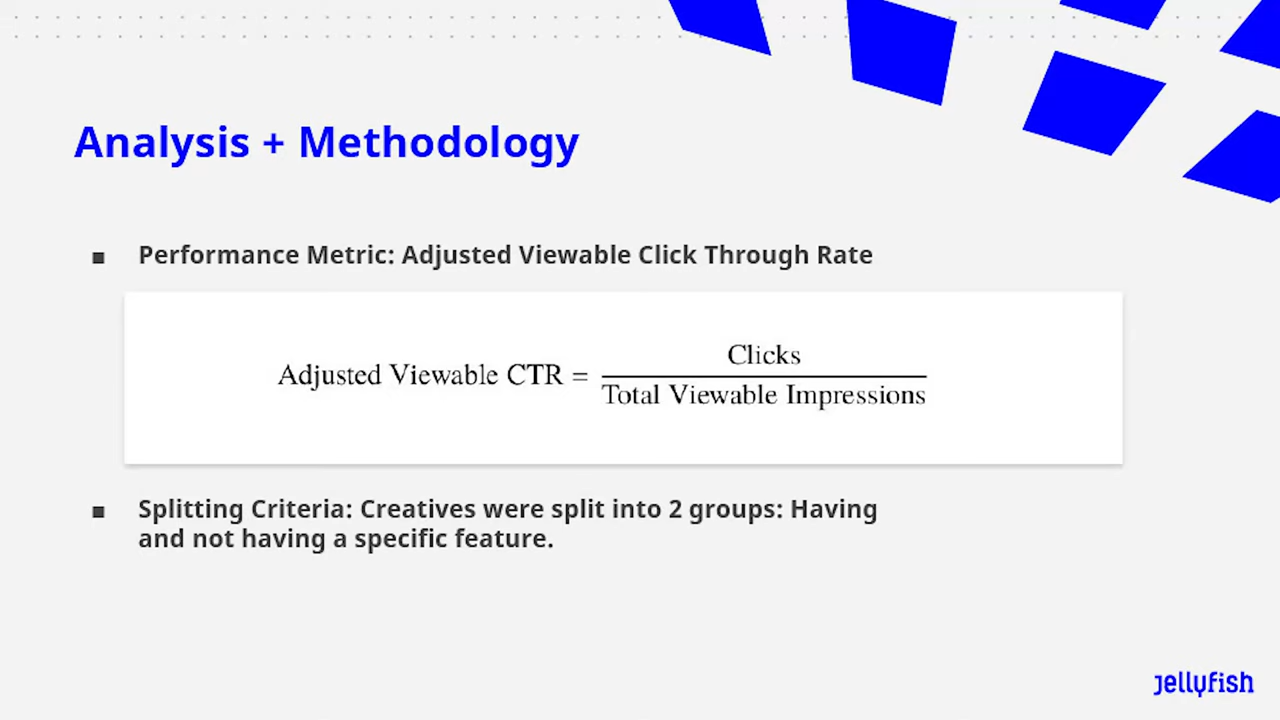 Analysis + Methodology
▪ Performance Metric: Adjusted Viewable Click Through Rate
Adjusted Viewable CTR = Clicks / Total Viewable Impressions
▪ Splitting Criteria: Creatives were split into 2 groups: Having
and not having a specific feature.
jellyfish